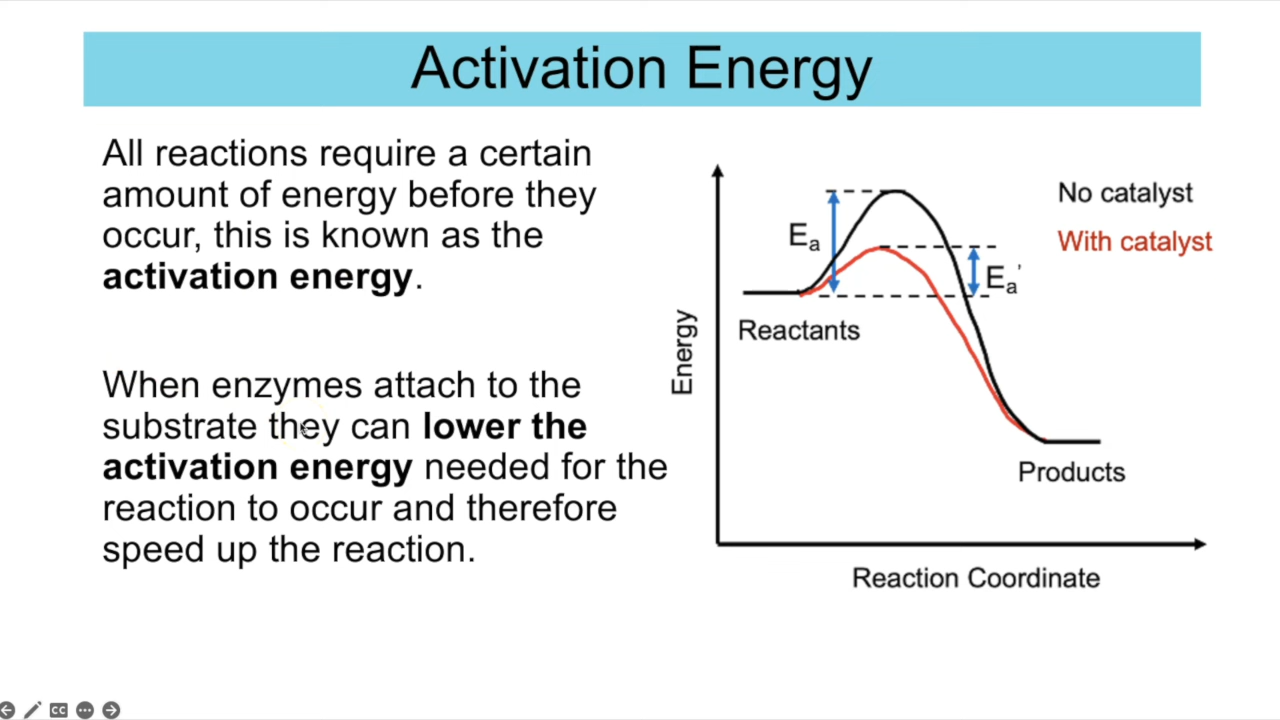 Activation Energy
All reactions require a certain
amount of energy before they
occur, this is known as the
activation energy.
When enzymes attach to the
substrate they can lower the
activation energy needed for the
reaction to occur and therefore
speed up the reaction.
No catalyst
With catalyst
Ea
Ea'
Reactants
Energy
Products
Reaction Coordinate
CC